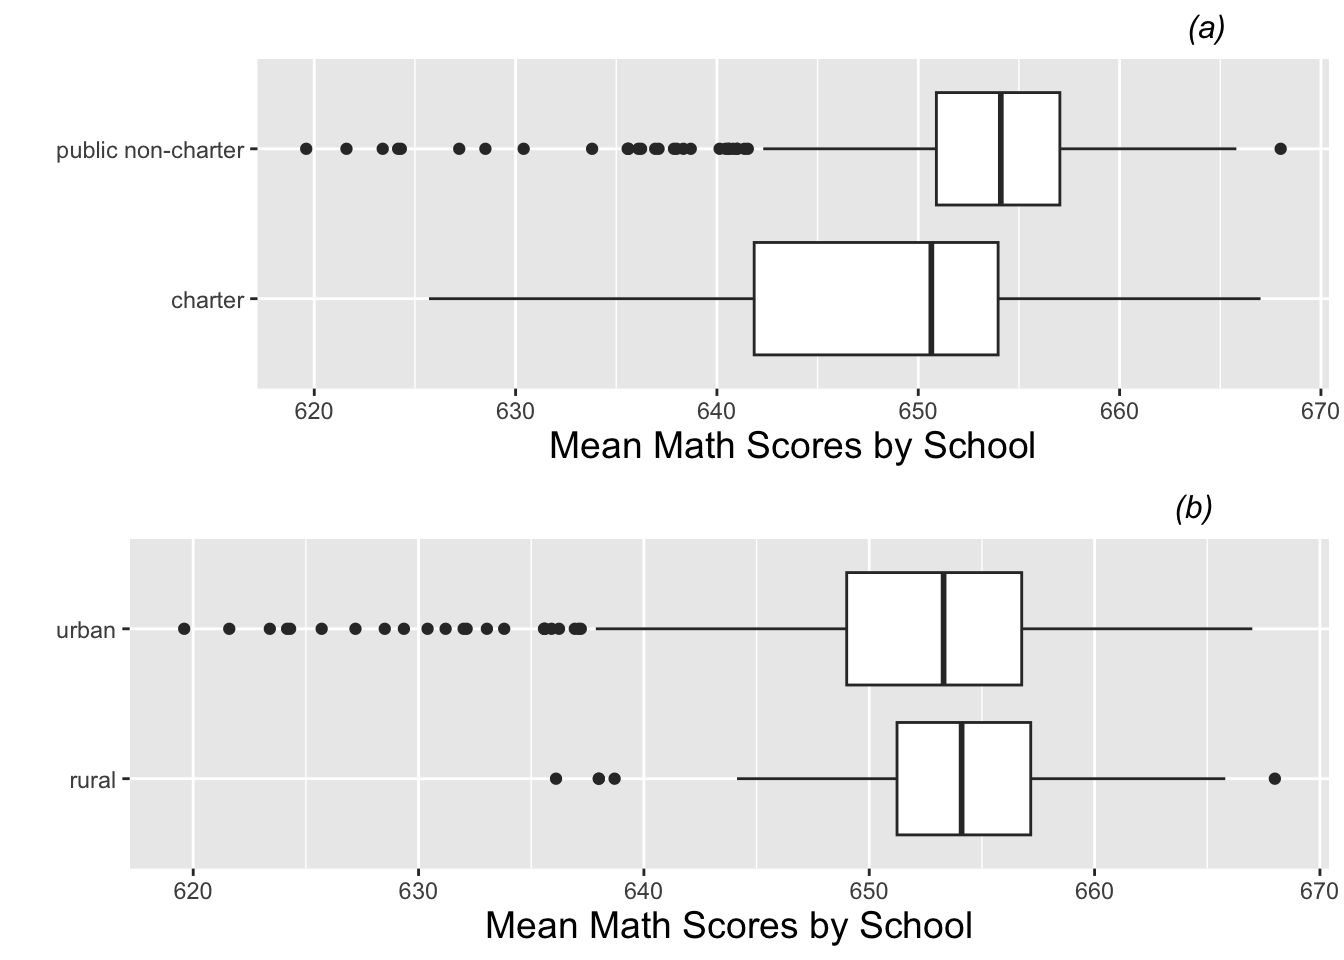 (a)
public non-charter
charter
620 630 640 650 660 670
Mean Math Scores by School
(b)
urban
rural
620 630 640 650 660 670
Mean Math Scores by School